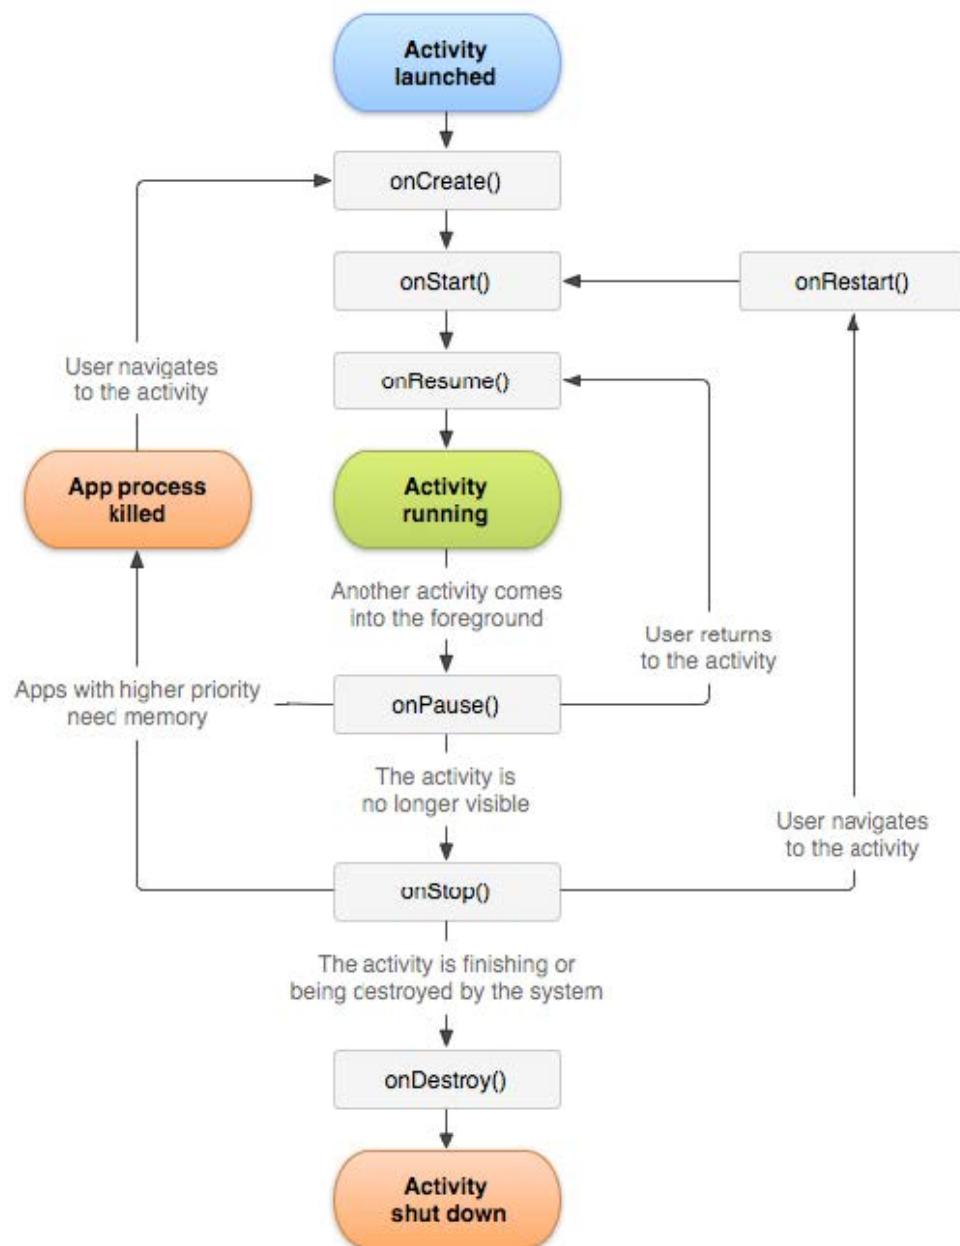 Activity
launched
onCreate()
onStart()
onRestart()
User navigates
to the activity
onResume()
App process
killed
Activity
running
Another activity comes
into the foreground
User returns
to the activity
Apps with higher priority
need memory
onPause()
The activity is
no longer visible
User navigates
to the activity
onStop()
The activity is finishing or
being destroyed by the system
onDestroy()
Activity
shut down